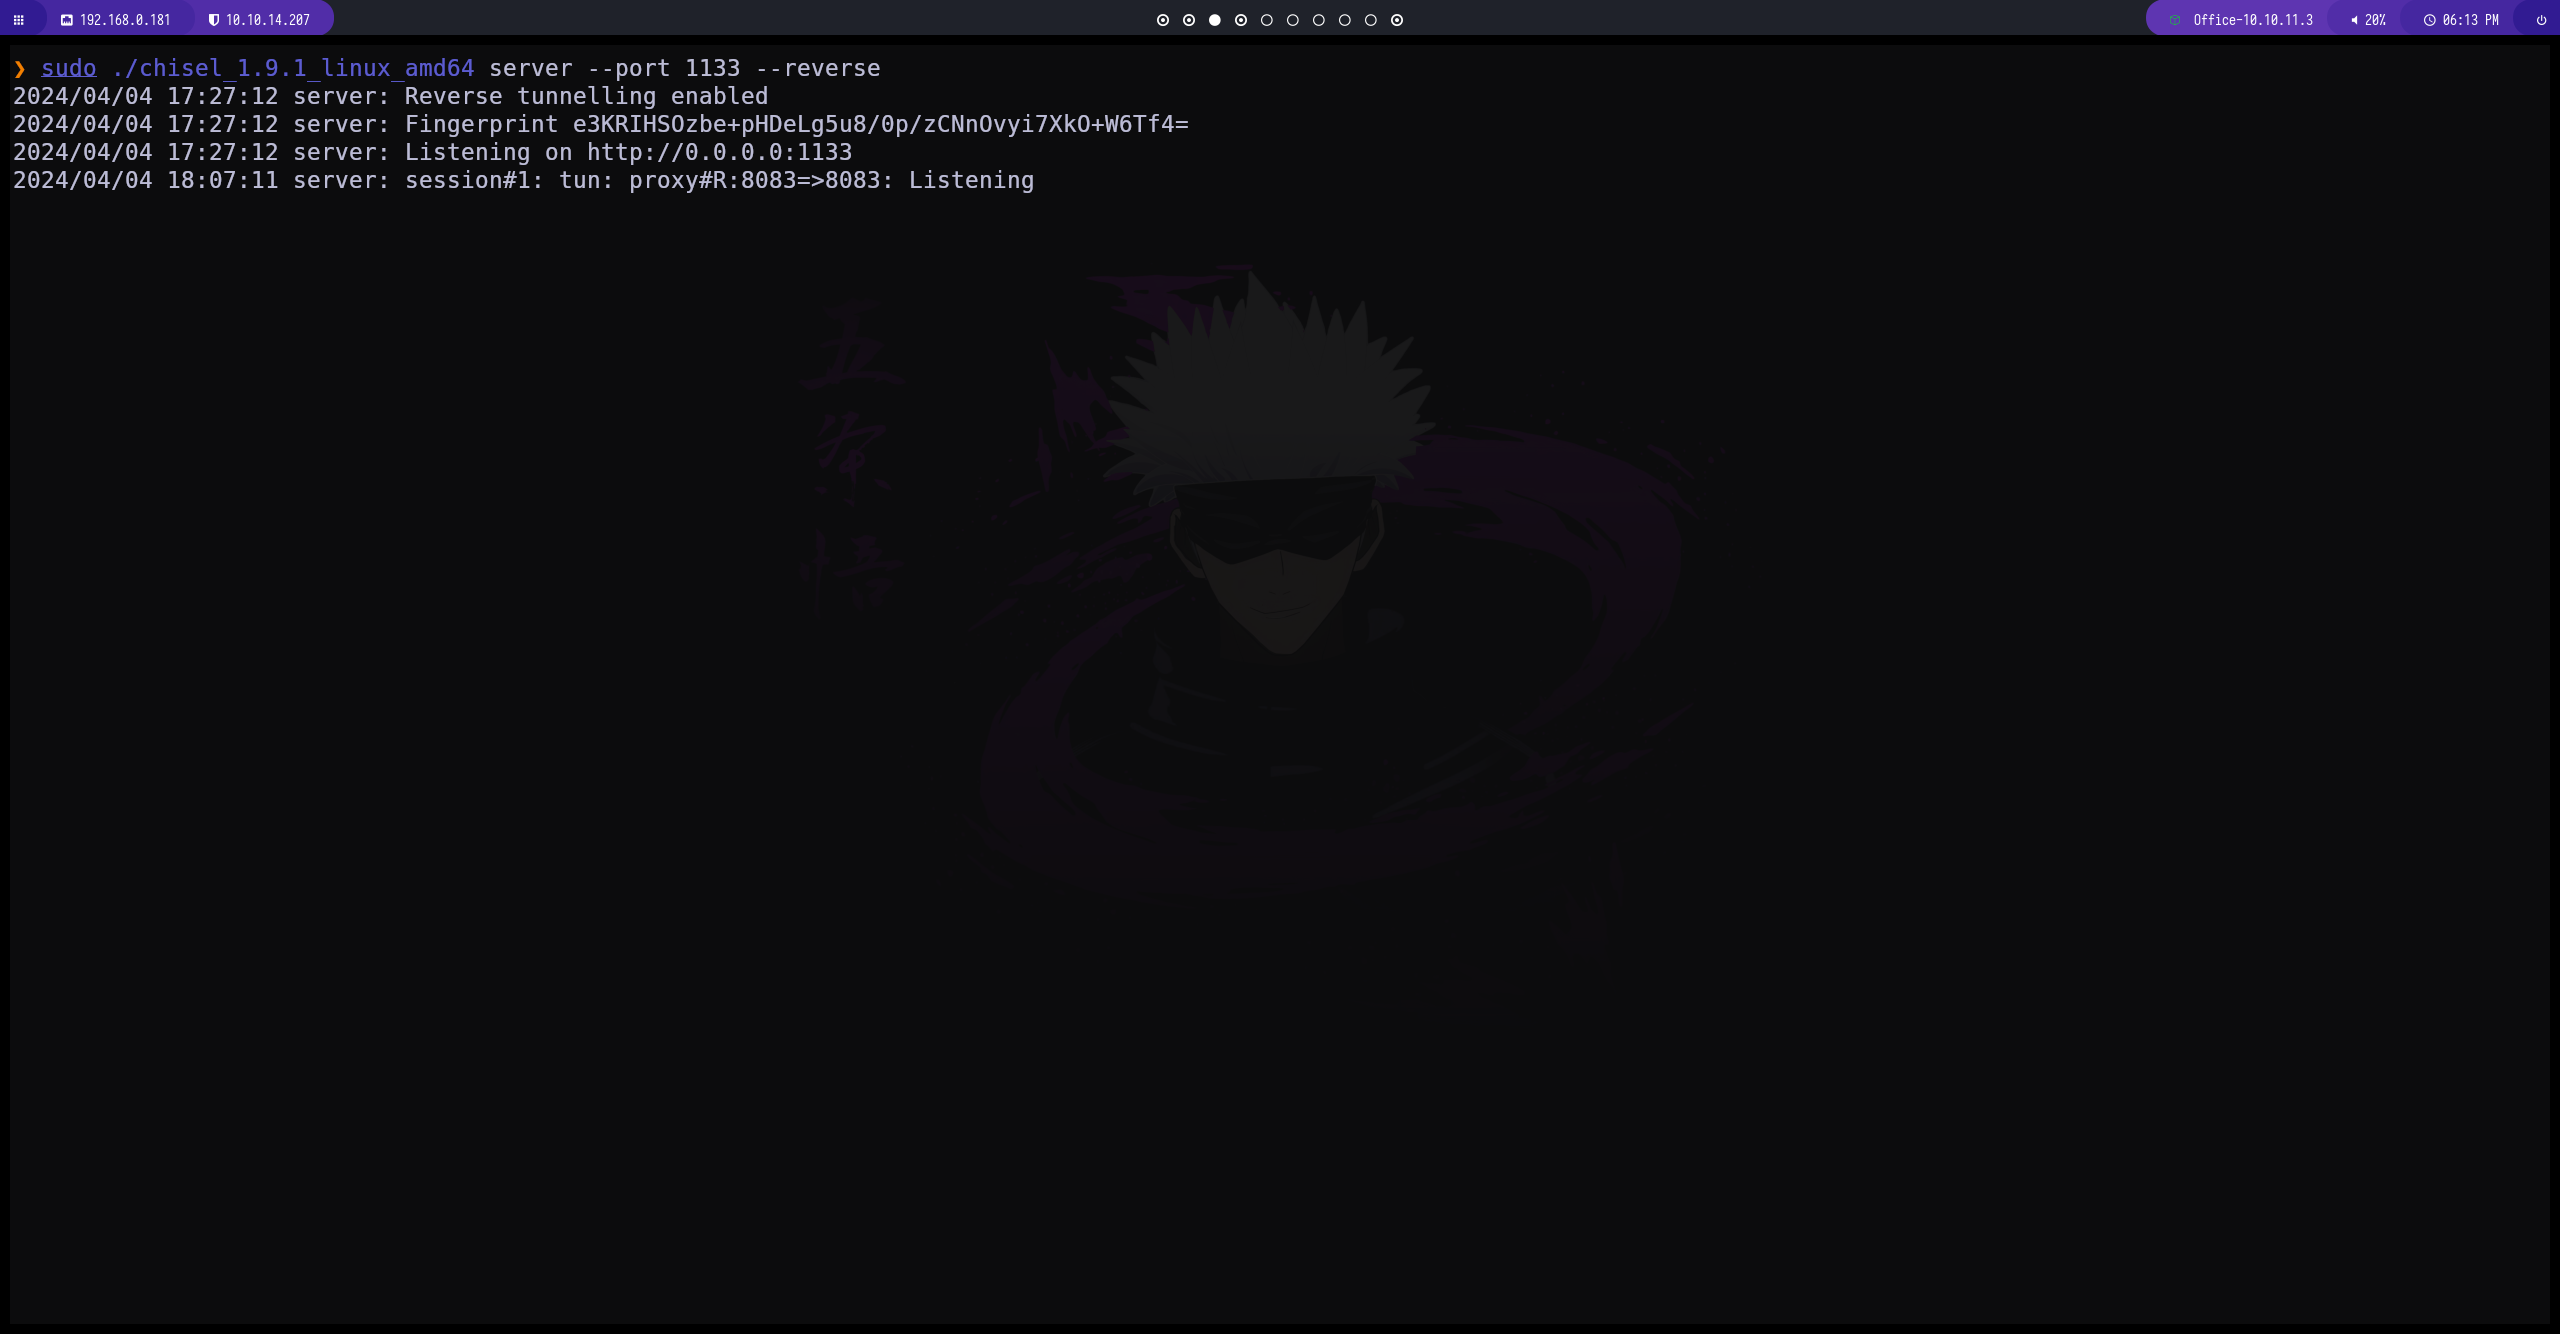 192.168.0.181 10.10.14.207 Office-10.10.11.3 20% 06:13 PM
❯ sudo ./chisel_1.9.1_linux_amd64 server --port 1133 --reverse
2024/04/04 17:27:12 server: Reverse tunnelling enabled
2024/04/04 17:27:12 server: Fingerprint e3KRIHSOzbe+pHDeLg5u8/0p/zCNnOvyi7XkO+W6Tf4=
2024/04/04 17:27:12 server: Listening on http://0.0.0.0:1133
2024/04/04 18:07:11 server: session#1: tun: proxy#R:8083=>8083: Listening
五
条
悟